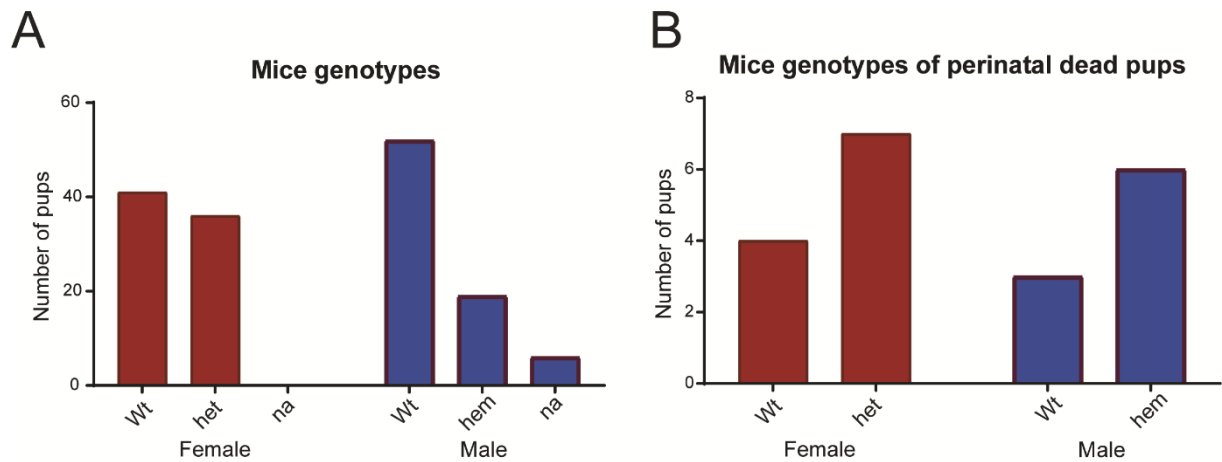 A
Mice genotypes
Number of pups
60
40
20
0
Wt
het
na
Wt
hem
na
Female
Male
B
Mice genotypes of perinatal dead pups
Number of pups
8
6
4
2
0
Wt
het
Wt
hem
Female
Male